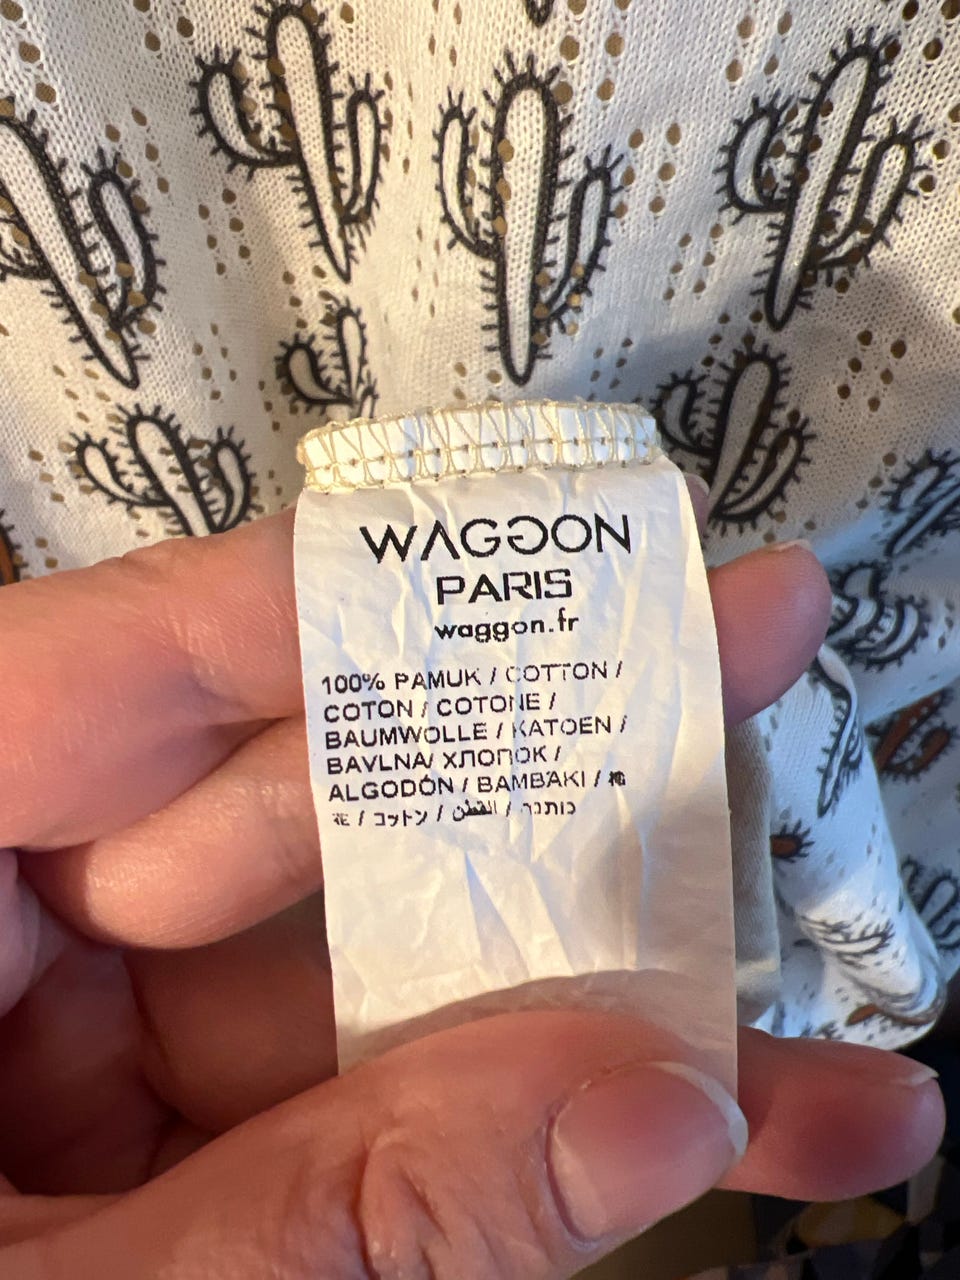 WAGGON
PARIS
waggon.fr
100% PAMUK / COTTON /
COTON / COTONE /
BAUMWOLLE / KATOEN /
BAVLNA/ ХЛОПОК /
ALGODÓN / BAMBAKI / 棉
花 / コットン / القطن / כותנה